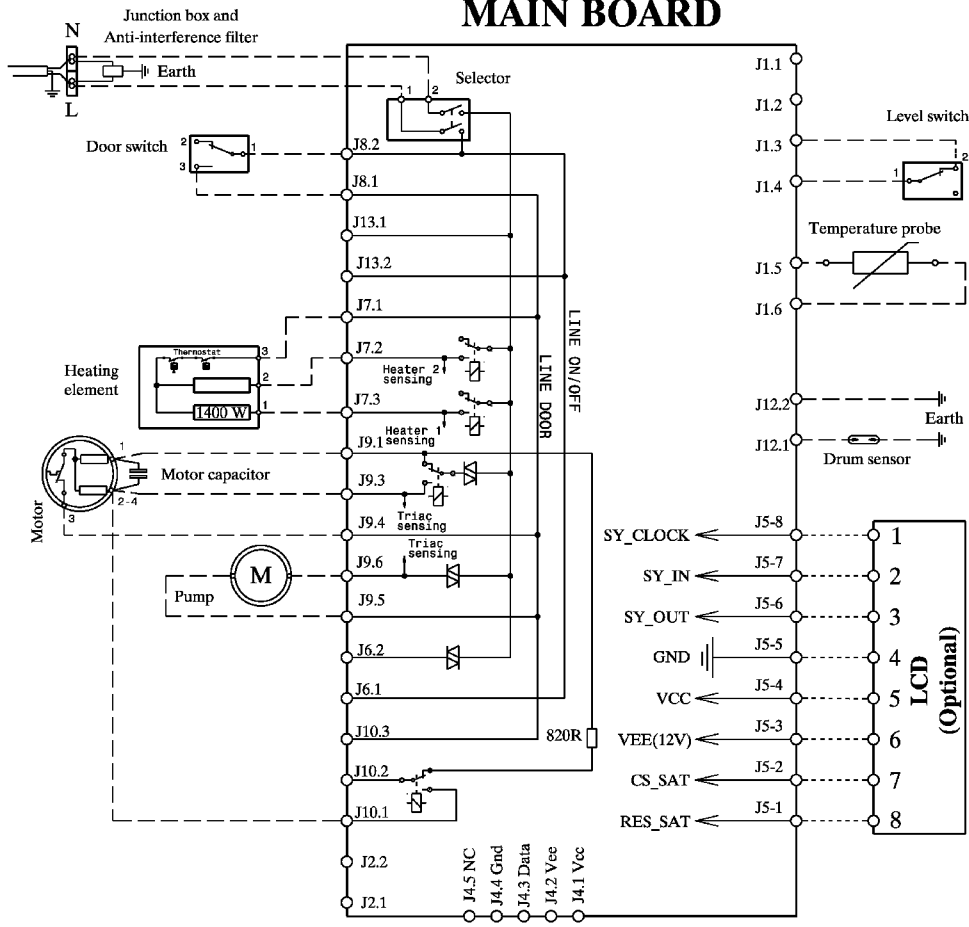 MAIN BOARD
Junction box and
Anti-interference filter
N
Earth
L
Selector
1 2
Door switch
2
1
3
J8.2
J8.1
J13.1
J13.2
J7.1
J7.2
Heater 2
sensing
J7.3
Heater 1
sensing
LINE ON/OFF
LINE DOOR
Heating
element
Thermostat
3
2
1
1400 W
J9.1
J9.3
Triac
sensing
J9.4
Triac
sensing
J9.6
J9.5
J6.2
J6.1
J10.3
J10.2
J10.1
J2.2
J2.1
820R
Motor capacitor
1
2-4
3
Motor
M
Pump
J4.5 NC
J4.4 Gnd
J4.3 Data
J4.2 Vee
J4.1 Vcc
J1.1
J1.2
J1.3
J1.4
Level switch
1
2
Temperature probe
J1.5
J1.6
J12.2
Earth
J12.1
Drum sensor
SY_CLOCK J5-8 1
SY_IN J5-7 2
SY_OUT J5-6 3
GND J5-5 4
VCC J5-4 5
VEE(12V) J5-3 6
CS_SAT J5-2 7
RES_SAT J5-1 8
LCD
(Optional)